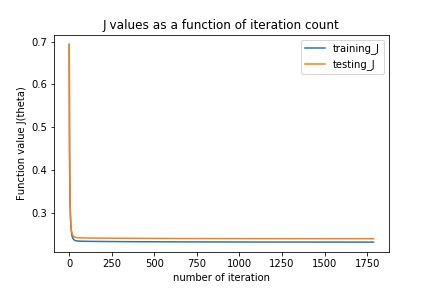 J values as a function of iteration count
training_J
testing_J
Function value J(theta)
0.7
0.6
0.5
0.4
0.3
0 250 500 750 1000 1250 1500 1750
number of iteration